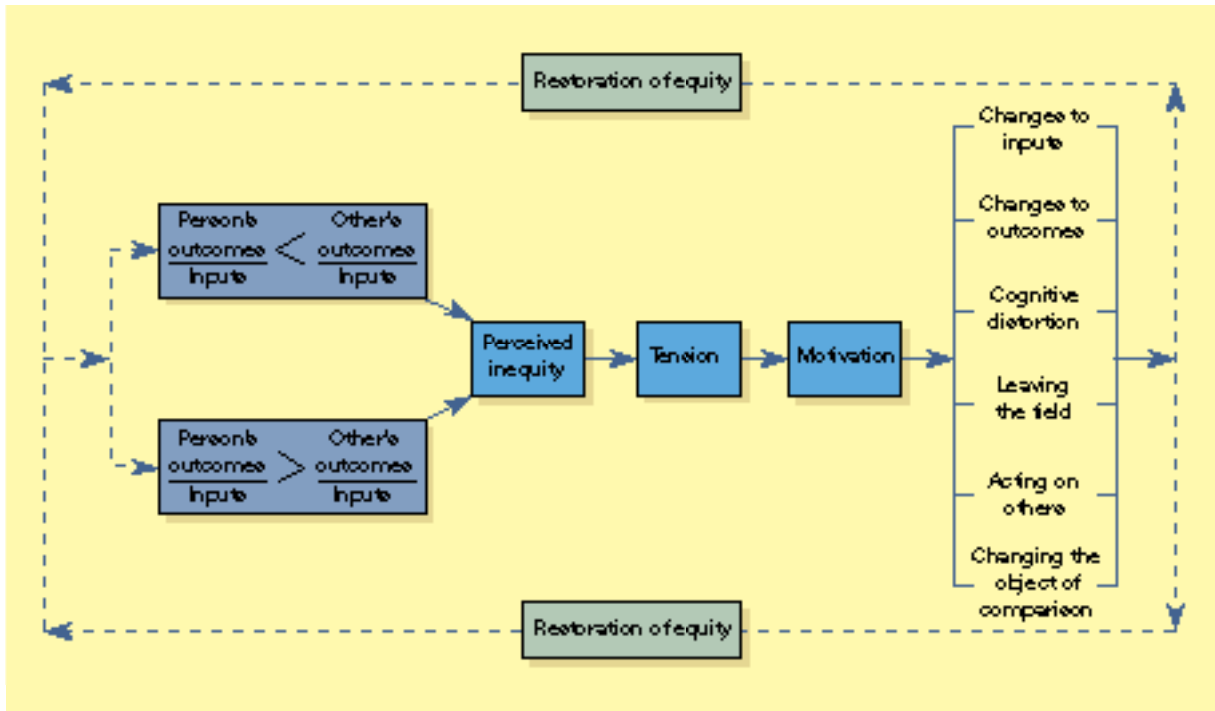 Restoration of equity
Person's Other's
outcomes < outcomes
Inputs Inputs
Person's Other's
outcomes > outcomes
Inputs Inputs
Perceived
inequity
Tension
Motivation
Changes to
inputs
Changes to
outcomes
Cognitive
distortion
Leaving
the field
Acting on
others
Changing the
object of
comparison
Restoration of equity